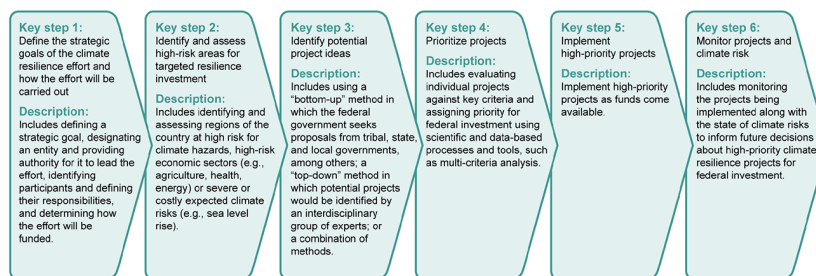 Key step 1:
Define the strategic
goals of the climate
resilience effort and
how the effort will be
carried out
Description:
Includes defining a
strategic goal, designating
an entity and providing
authority for it to lead the
effort, identifying
participants and defining
their responsibilities,
and determining how
the effort will be
funded.
Key step 2:
Identify and assess
high-risk areas for
targeted resilience
investment
Description:
Includes identifying and
assessing regions of the
country at high risk for
climate hazards, high-risk
economic sectors (e.g.,
agriculture, health,
energy) or severe or
costly expected climate
risks (e.g., sea level
rise).
Key step 3:
Identify potential
project ideas
Description:
Includes using a
“bottom-up” method in
which the federal
government seeks
proposals from tribal, state,
and local governments,
among others; a
“top-down” method in
which potential projects
would be identified by
an interdisciplinary
group of experts; or
a combination of
methods.
Key step 4:
Prioritize projects
Description:
Includes evaluating
individual projects
against key criteria and
assigning priority for
federal investment using
scientific and data-based
processes and tools, such
as multi-criteria analysis.
Key step 5:
Implement
high-priority projects
Description:
Implement high-priority
projects as funds come
available.
Key step 6:
Monitor projects and
climate risk
Description:
Includes monitoring
the projects being
implemented along with
the state of climate risks
to inform future decisions
about high-priority climate
resilience projects for
federal investment.